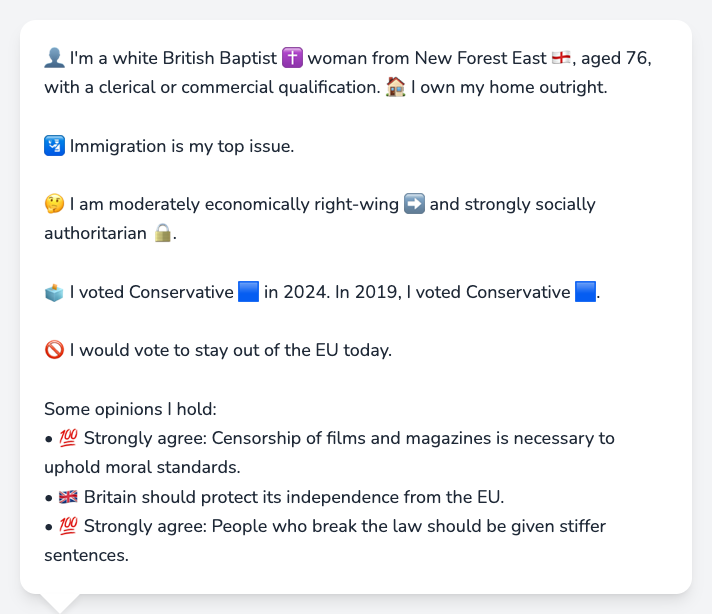 👤 I'm a white British Baptist ✝️ woman from New Forest East 🏴󠁧󠁢󠁥󠁮󠁧󠁿, aged 76,
with a clerical or commercial qualification. 🏠 I own my home outright.
🛂 Immigration is my top issue.
🤔 I am moderately economically right-wing ➡️ and strongly socially
authoritarian 🔒.
🗳️ I voted Conservative 🟦 in 2024. In 2019, I voted Conservative 🟦.
🚫 I would vote to stay out of the EU today.
Some opinions I hold:
• 💯 Strongly agree: Censorship of films and magazines is necessary to
uphold moral standards.
• 🇬🇧 Britain should protect its independence from the EU.
• 💯 Strongly agree: People who break the law should be given stiffer
sentences.